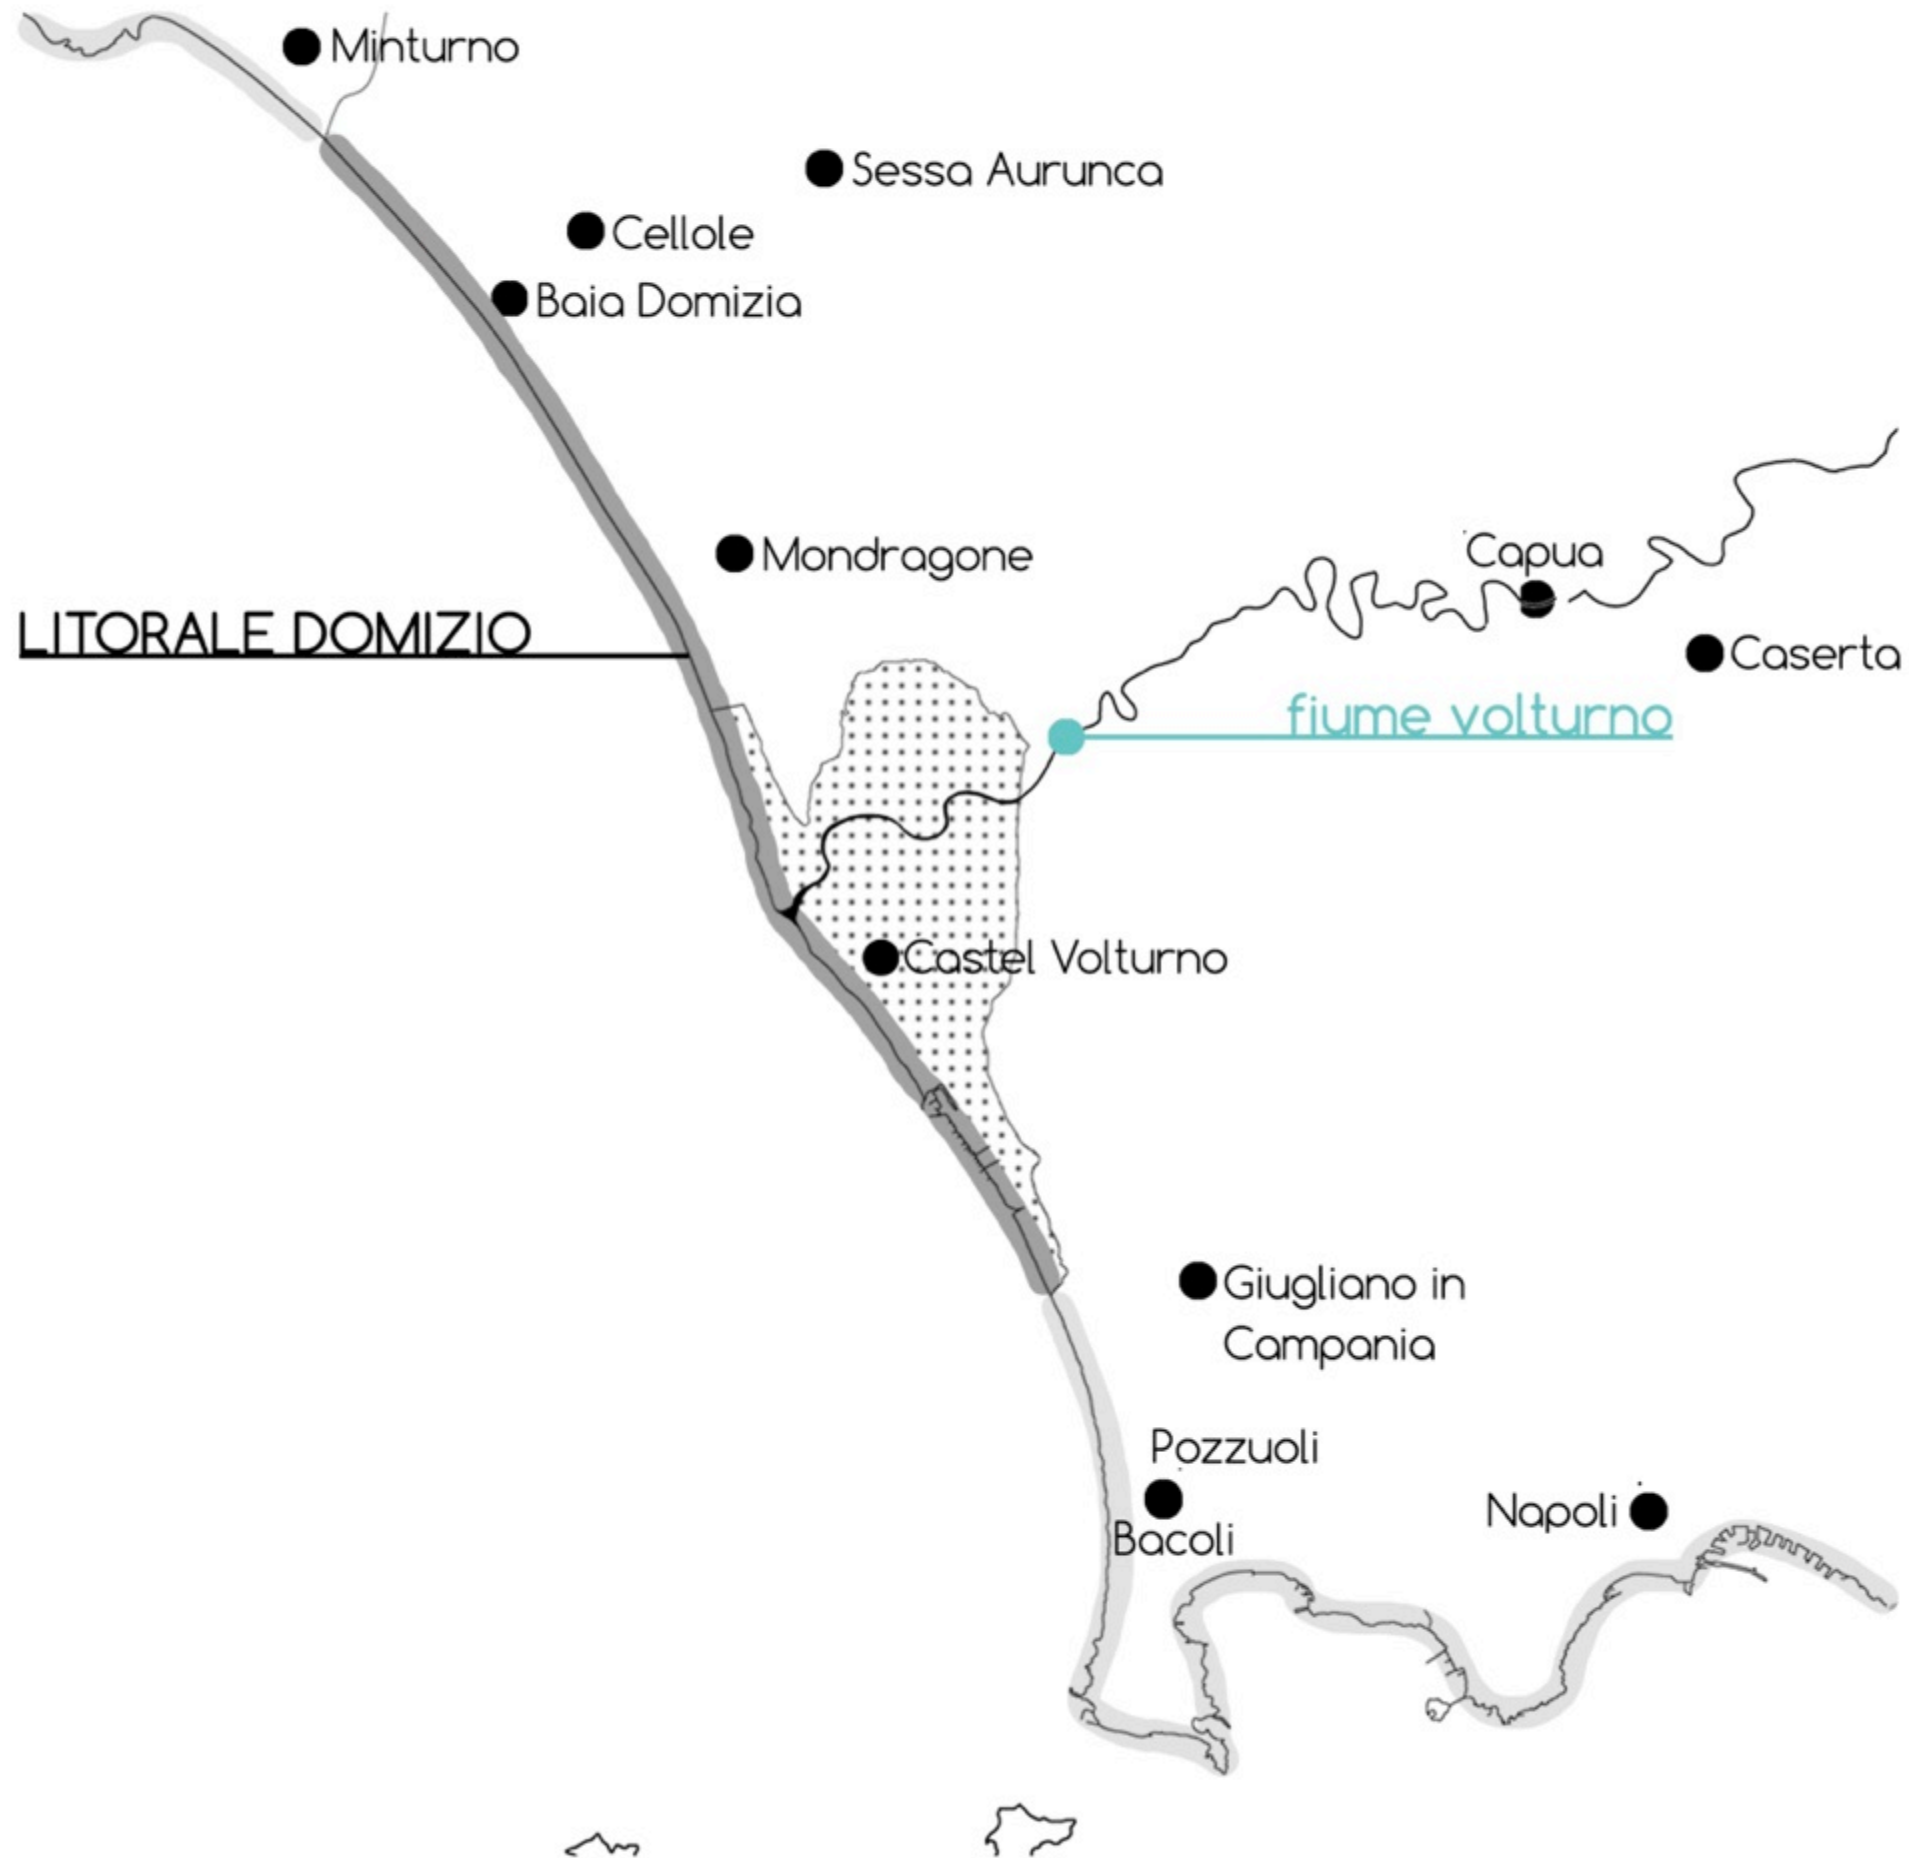 Minturno
Sessa Aurunca
Cellole
Baia Domizia
Mondragone
Capua
LITORALE DOMIZIO
Caserta
fiume volturno
Castel Volturno
Giugliano in
Campania
Pozzuoli
Napoli
Bacoli